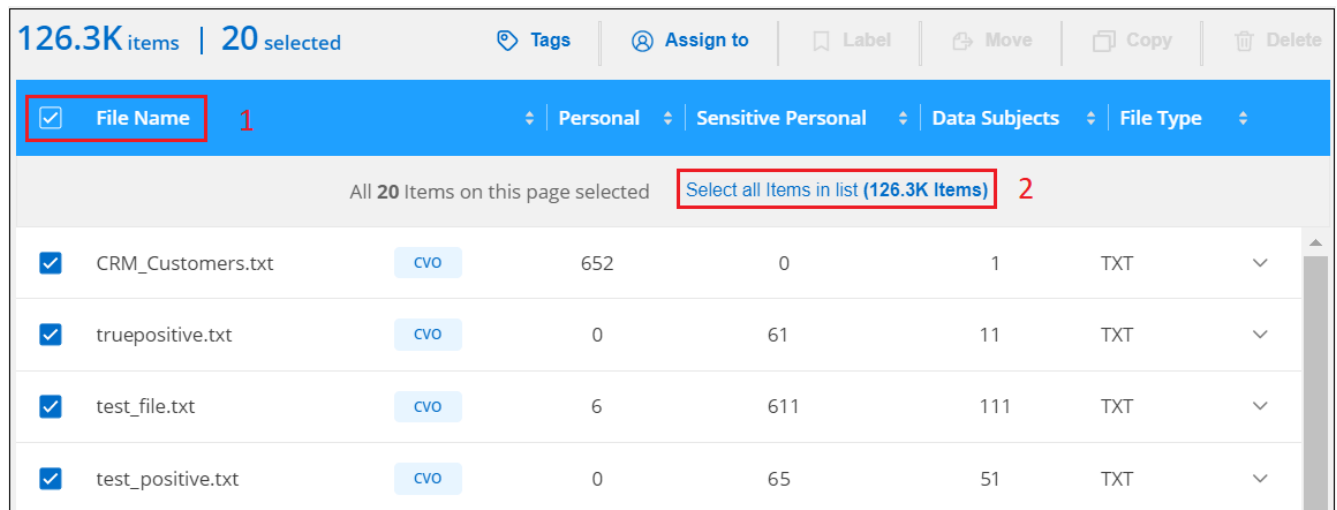 126.3K items | 20 selected Tags Assign to Label Move Copy Delete
File Name 1 Personal Sensitive Personal Data Subjects File Type
All 20 Items on this page selected Select all Items in list (126.3K Items) 2
CRM_Customers.txt CVO 652 0 1 TXT
truepositive.txt CVO 0 61 11 TXT
test_file.txt CVO 6 611 111 TXT
test_positive.txt CVO 0 65 51 TXT